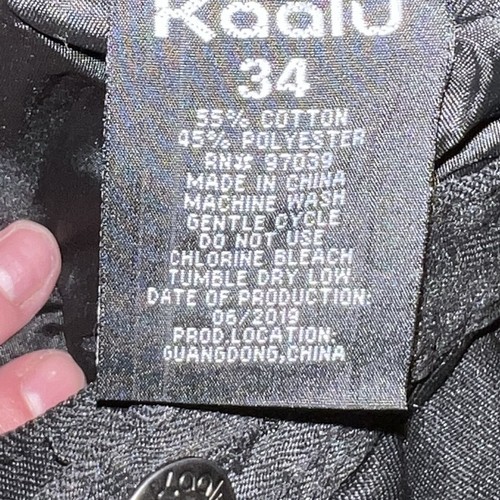 Kaalu
34
55% COTTON
45% POLYESTER
RN# 97039
MADE IN CHINA
MACHINE WASH
GENTLE CYCLE
DO NOT USE
CHLORINE BLEACH
TUMBLE DRY LOW
DATE OF PRODUCTION:
06/2019
PROD.LOCATION:
GUANGDONG,CHINA